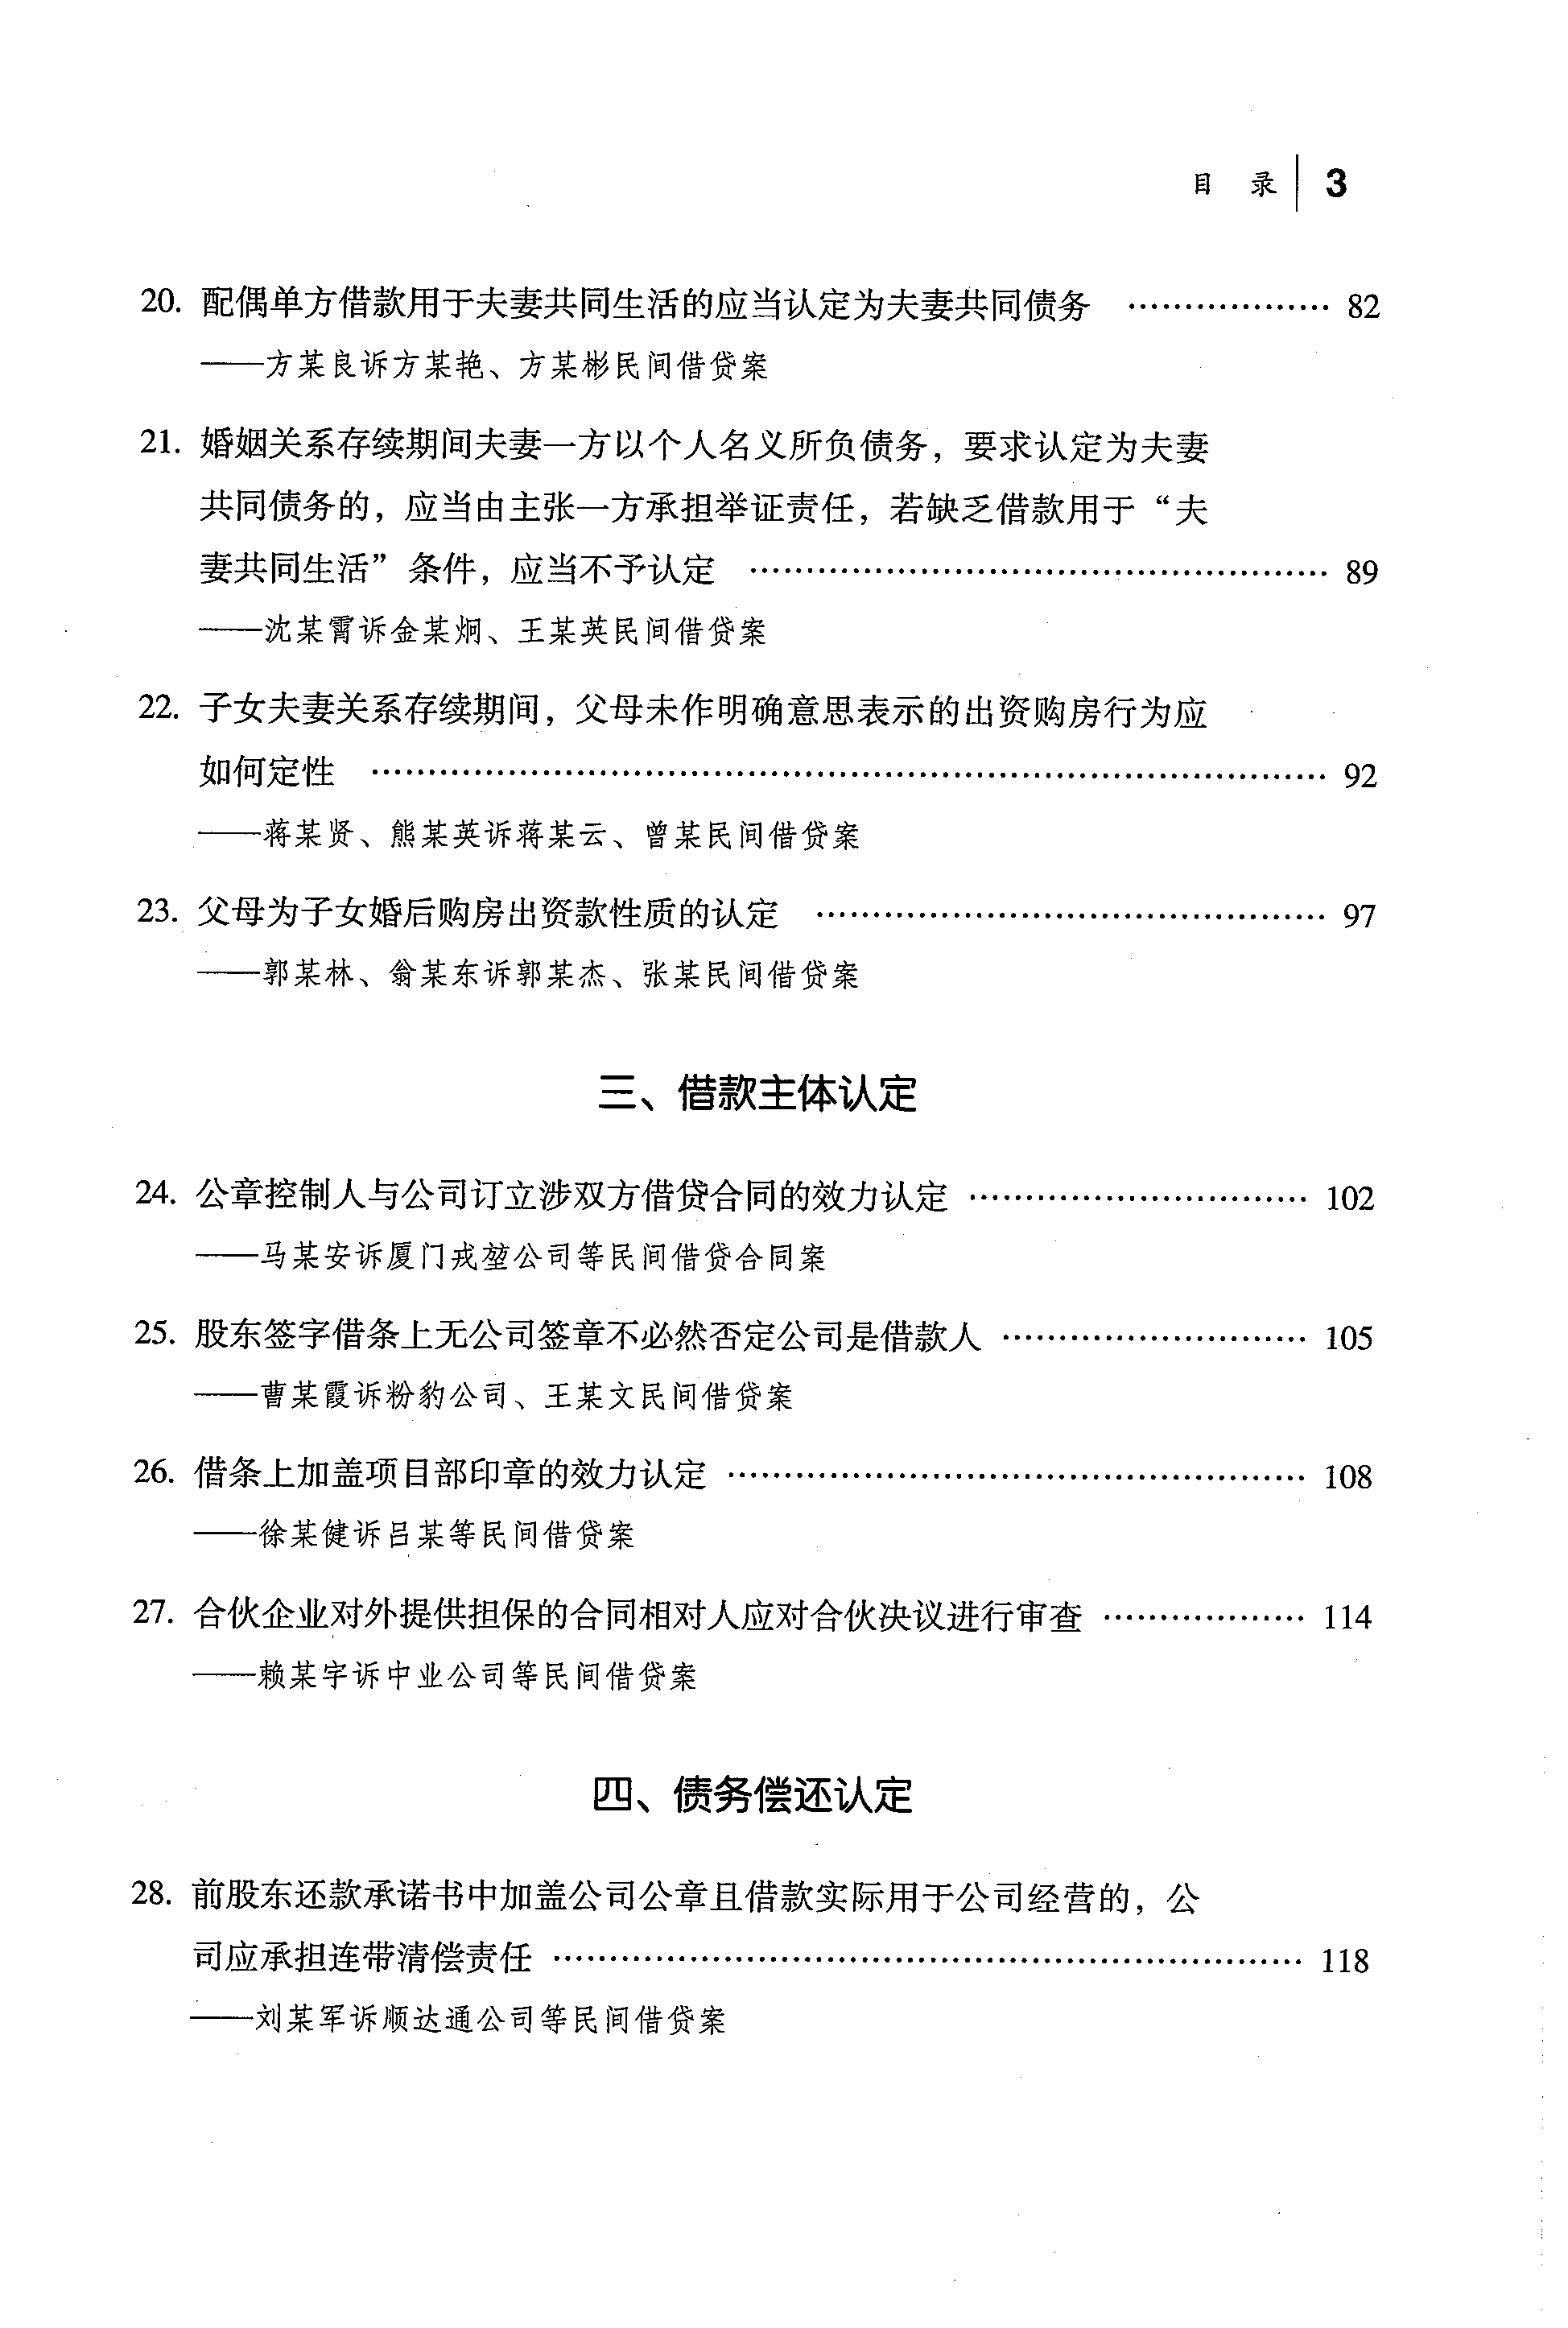 目 录 3
20. 配偶单方借款用于夫妻共同生活的应当认定为夫妻共同债务 ……………… 82
——方某良诉方某艳、方某彬民间借贷案
21. 婚姻关系存续期间夫妻一方以个人名义所负债务，要求认定为夫妻
共同债务的，应当由主张一方承担举证责任，若缺乏借款用于“夫
妻共同生活”条件，应当不予认定 ……………………………………………… 89
——沈某霄诉金某炯、王某英民间借贷案
22. 子女夫妻关系存续期间，父母未作明确意思表示的出资购房行为应
如何定性 ……………………………………………………………………………… 92
——蒋某贤、熊某英诉蒋某云、曾某民间借贷案
23. 父母为子女婚后购房出资款性质的认定 ………………………………………… 97
——郭某林、翁某东诉郭某杰、张某民间借贷案
三、借款主体认定
24. 公章控制人与公司订立涉双方借贷合同的效力认定 ………………………… 102
——马某安诉厦门戎堃公司等民间借贷合同案
25. 股东签字借条上无公司签章不必然否定公司是借款人 ……………………… 105
——曹某霞诉粉豹公司、王某文民间借贷案
26. 借条上加盖项目部印章的效力认定 ……………………………………………… 108
——徐某健诉吕某等民间借贷案
27. 合伙企业对外提供担保的合同相对人应对合伙决议进行审查 ……………… 114
——赖某宇诉中业公司等民间借贷案
四、债务偿还认定
28. 前股东还款承诺书中加盖公司公章且借款实际用于公司经营的，公
司应承担连带清偿责任 …………………………………………………………… 118
——刘某军诉顺达通公司等民间借贷案